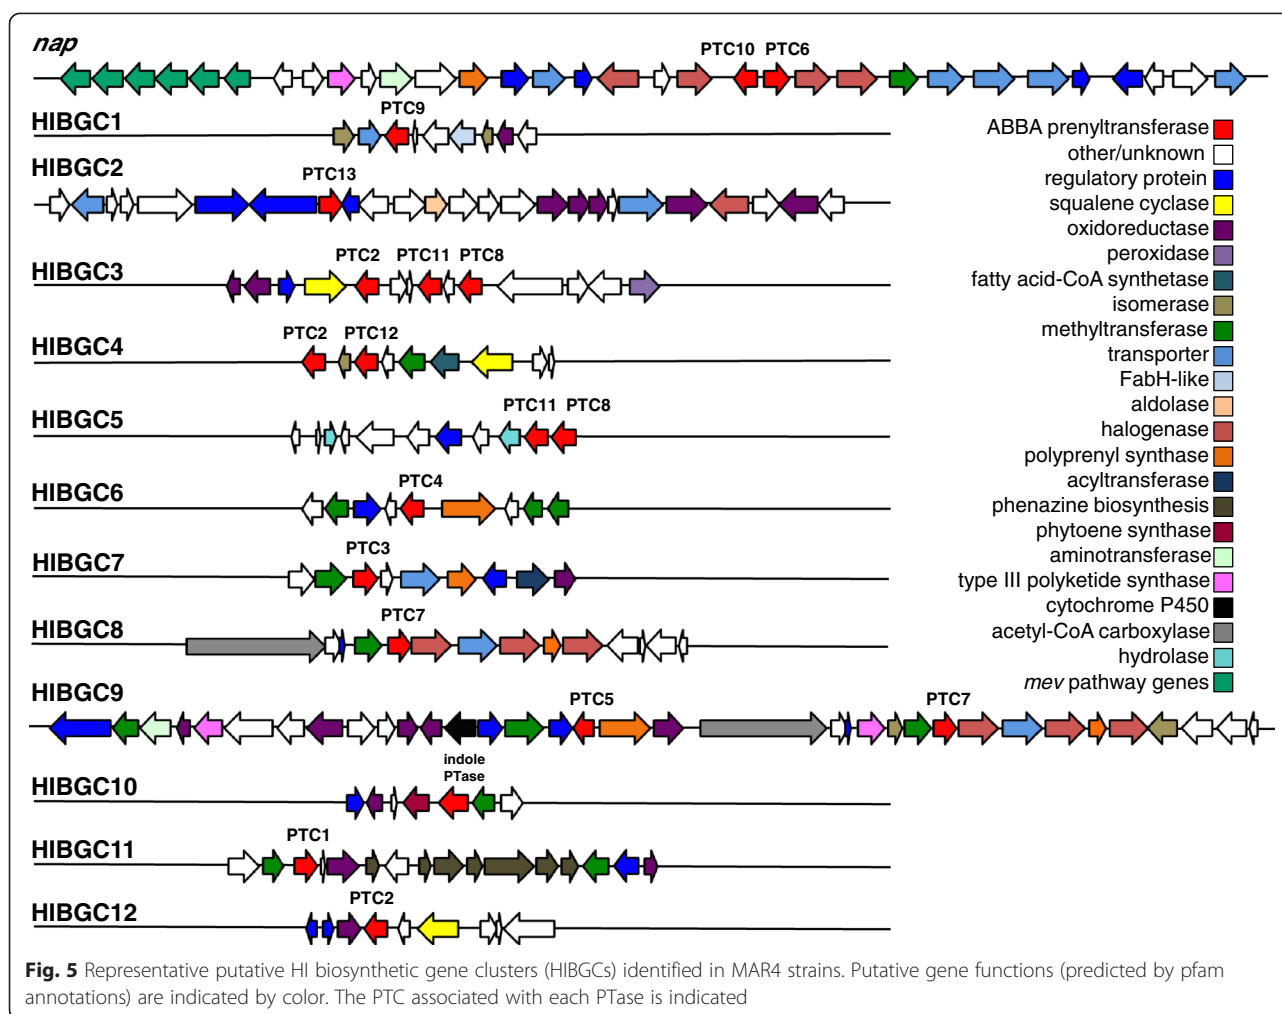 nap
PTC10 PTC6
HIBGC1
PTC9
HIBGC2
PTC13
HIBGC3
PTC2 PTC11 PTC8
HIBGC4
PTC2 PTC12
HIBGC5
PTC11 PTC8
HIBGC6
PTC4
HIBGC7
PTC3
HIBGC8
PTC7
HIBGC9
PTC5 PTC7
HIBGC10
indole
PTase
HIBGC11
PTC1
HIBGC12
PTC2
ABBA prenyltransferase
other/unknown
regulatory protein
squalene cyclase
oxidoreductase
peroxidase
fatty acid-CoA synthetase
isomerase
methyltransferase
transporter
FabH-like
aldolase
halogenase
polyprenyl synthase
acyltransferase
phenazine biosynthesis
phytoene synthase
aminotransferase
type III polyketide synthase
cytochrome P450
acetyl-CoA carboxylase
hydrolase
mev pathway genes
Fig. 5 Representative putative HI biosynthetic gene clusters (HIBGCs) identified in MAR4 strains. Putative gene functions (predicted by pfam
annotations) are indicated by color. The PTC associated with each PTase is indicated